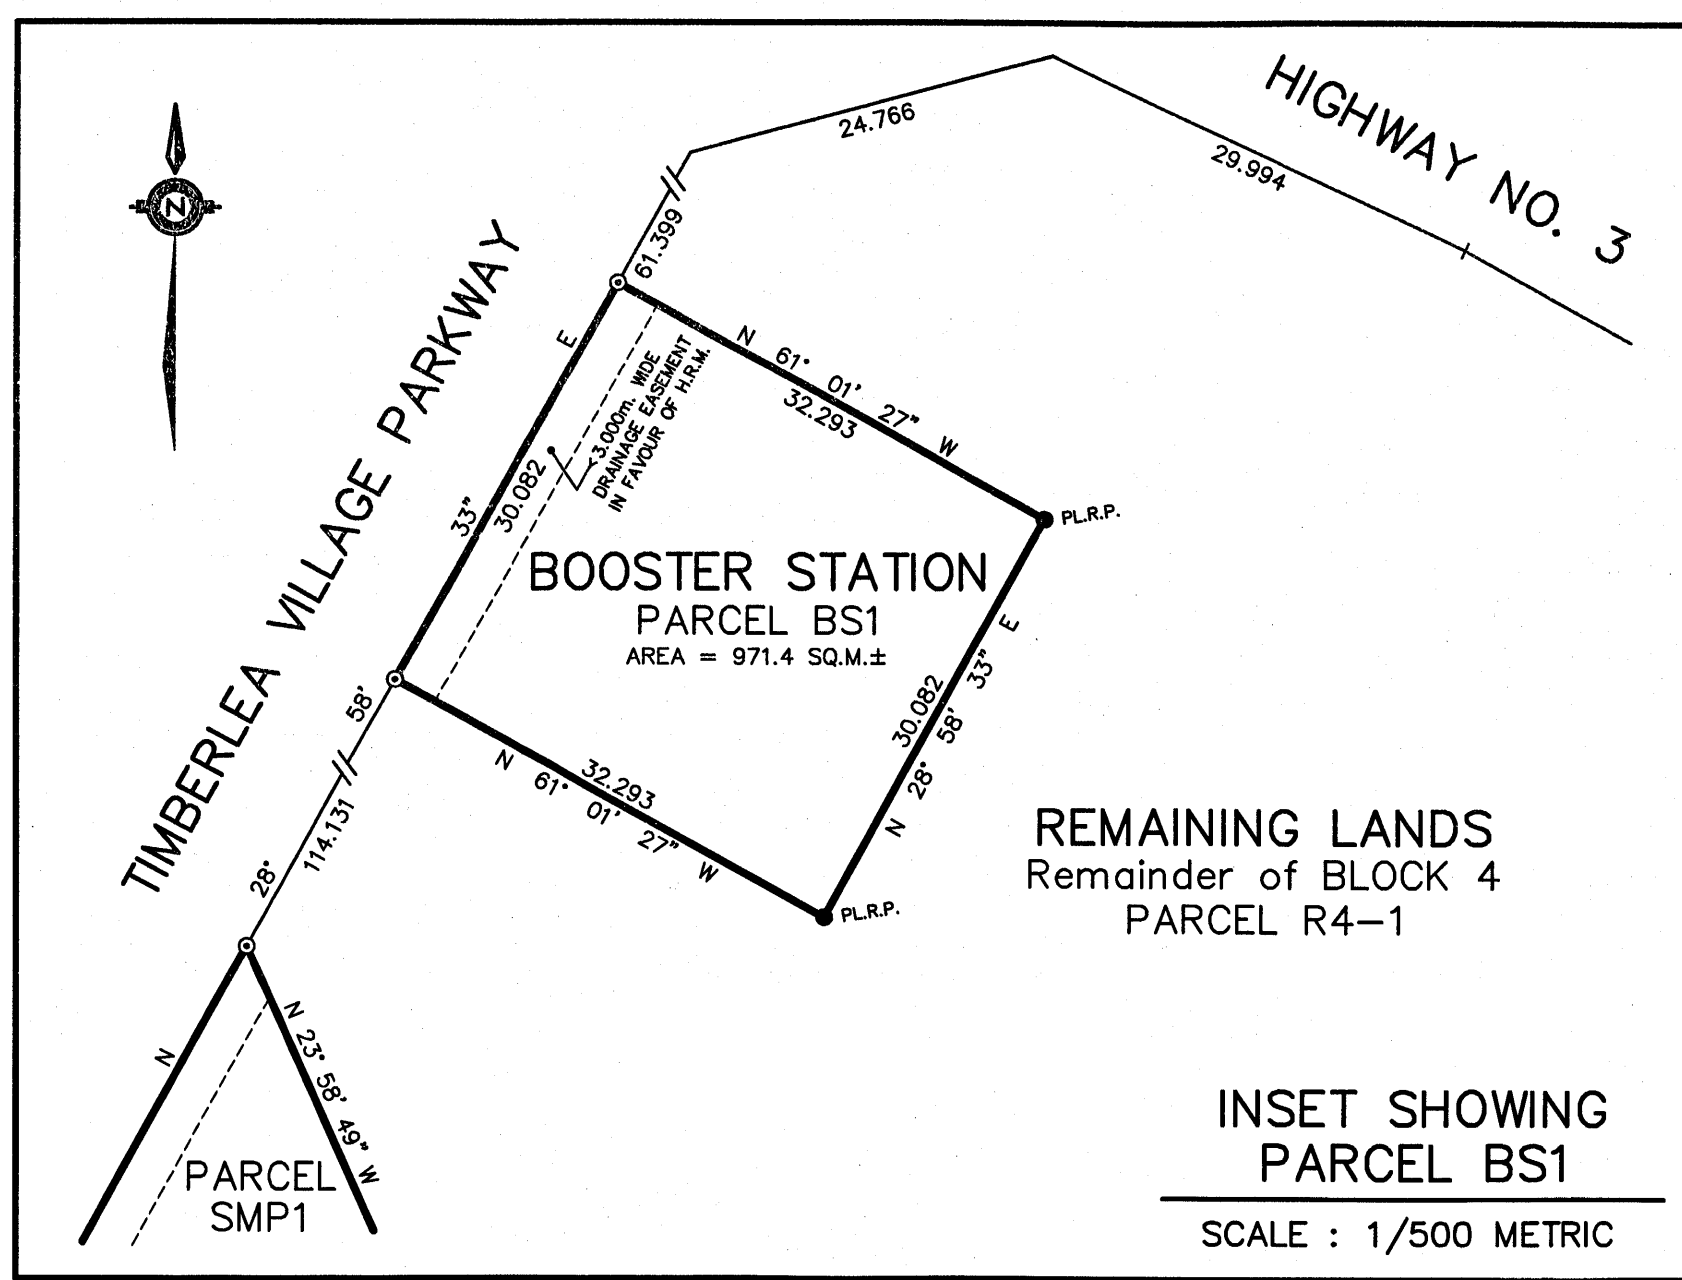 HIGHWAY NO. 3
24.766
29.994
N
61.399
TIMBERLEA VILLAGE PARKWAY
N 28° 58' 33" E
30.082
3.000m. WIDE
DRAINAGE EASEMENT
IN FAVOUR OF H.R.M.
N 61° 01' 27" W
32.293
PL.R.P.
BOOSTER STATION
PARCEL BS1
AREA = 971.4 SQ.M.±
30.082
N 28° 58' 33" E
32.293
N 61° 01' 27" W
PL.R.P.
114.131
REMAINING LANDS
Remainder of BLOCK 4
PARCEL R4-1
N 23° 58' 49" W
PARCEL
SMP1
INSET SHOWING
PARCEL BS1
SCALE : 1/500 METRIC